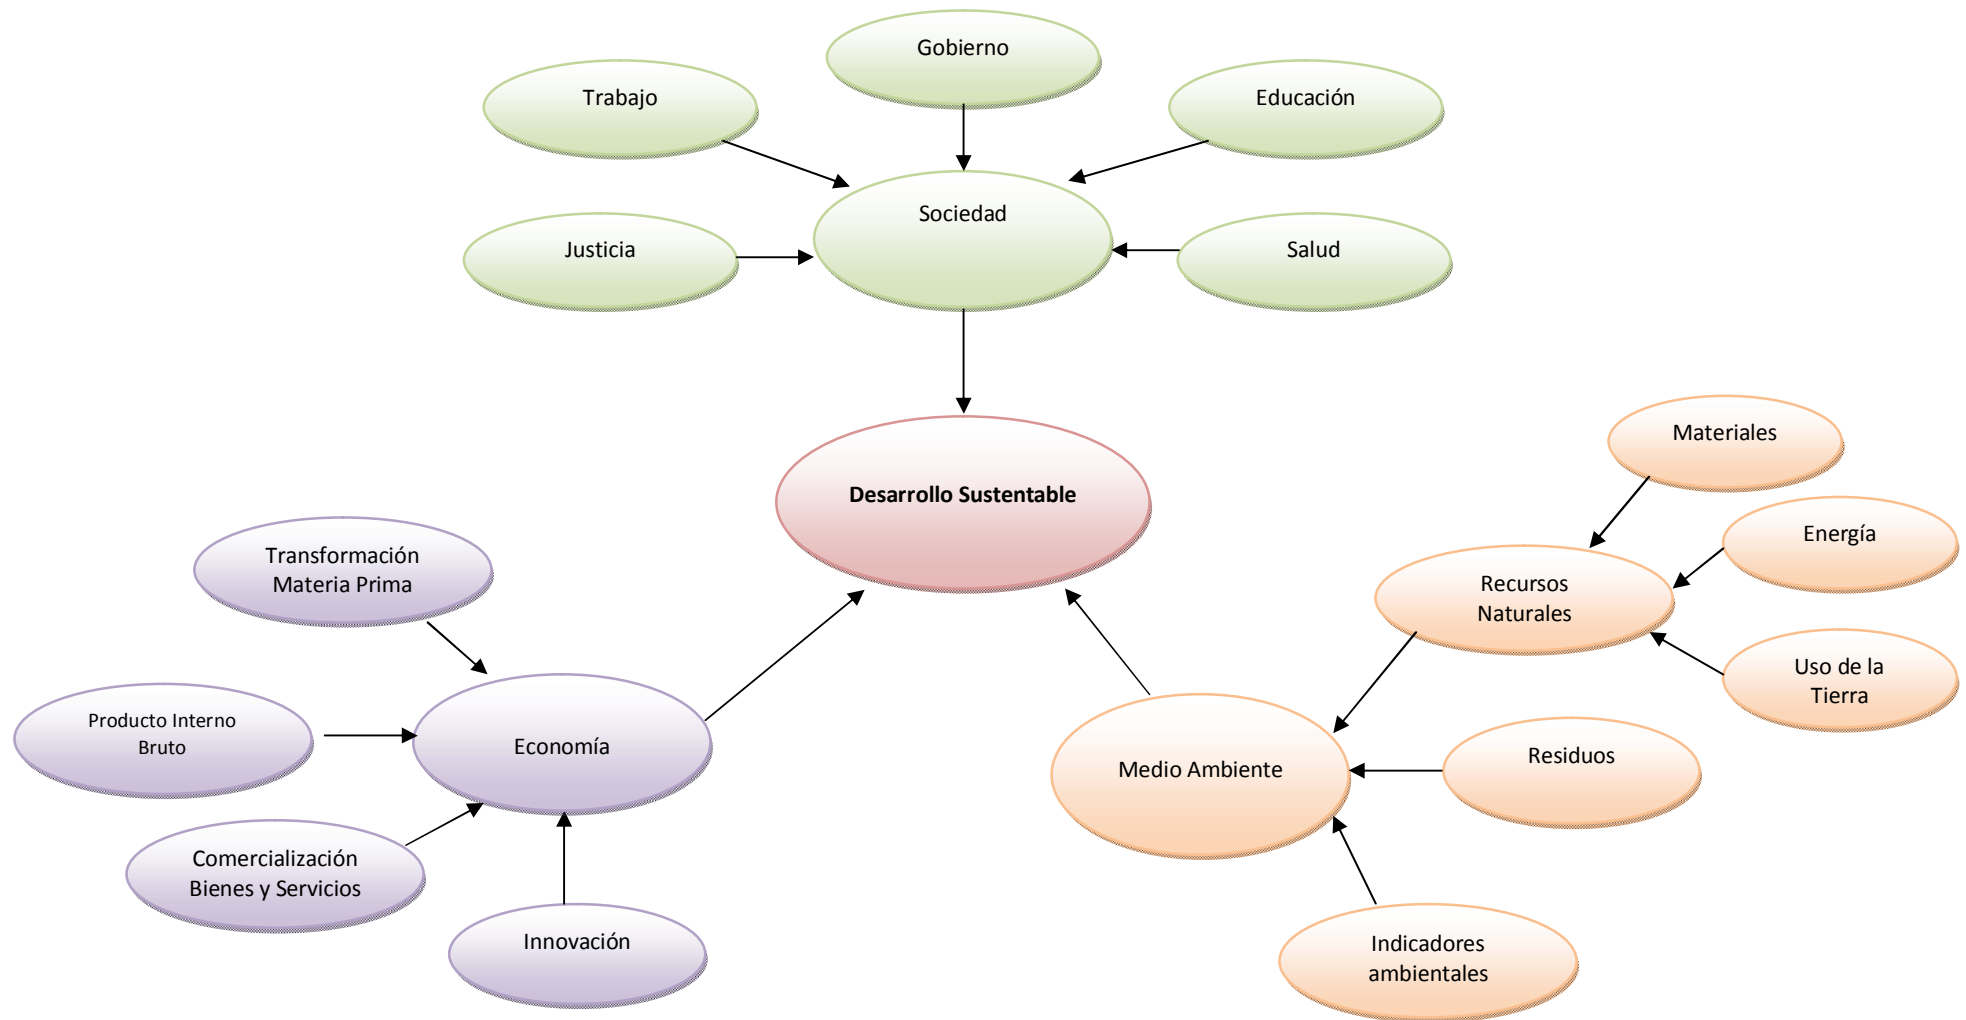 Gobierno
Trabajo
Educación
Sociedad
Justicia
Salud
Desarrollo Sustentable
Materiales
Energía
Recursos
Naturales
Uso de la
Tierra
Transformación
Materia Prima
Producto Interno
Bruto
Economía
Medio Ambiente
Residuos
Comercialización
Bienes y Servicios
Innovación
Indicadores
ambientales